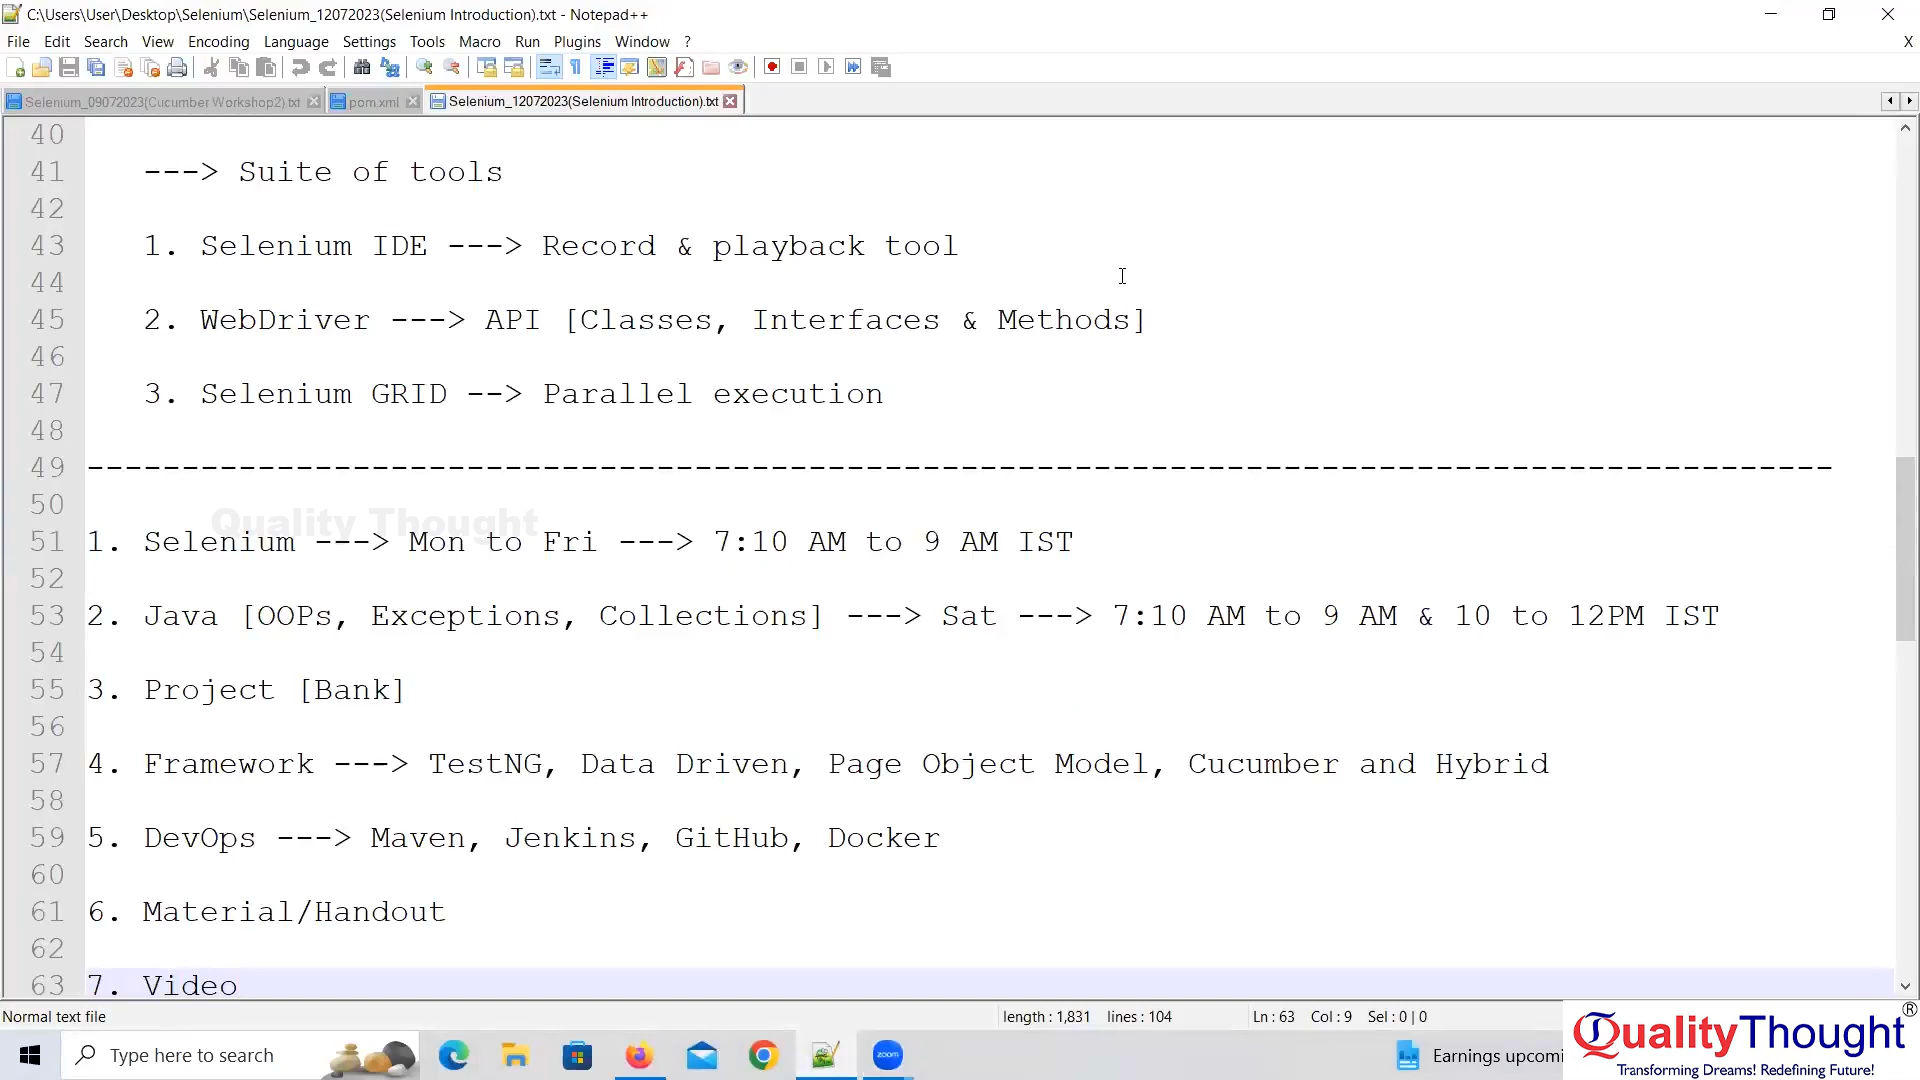 C:\Users\User\Desktop\Selenium\Selenium_12072023(Selenium Introduction).txt - Notepad++
File Edit Search View Encoding Language Settings Tools Macro Run Plugins Window ? X
Selenium_09072023(Cucumber Workshop2).txt pom.xml Selenium_12072023(Selenium Introduction).txt
40
41 ---> Suite of tools
42
43 1. Selenium IDE ---> Record & playback tool
44
45 2. WebDriver ---> API [Classes, Interfaces & Methods]
46
47 3. Selenium GRID --> Parallel execution
48
49 --------------------------------------------------------------------------------------------
50
Quality Thought
51 1. Selenium ---> Mon to Fri ---> 7:10 AM to 9 AM IST
52
53 2. Java [OOPs, Exceptions, Collections] ---> Sat ---> 7:10 AM to 9 AM & 10 to 12PM IST
54
55 3. Project [Bank]
56
57 4. Framework ---> TestNG, Data Driven, Page Object Model, Cucumber and Hybrid
58
59 5. DevOps ---> Maven, Jenkins, GitHub, Docker
60
61 6. Material/Handout
62
63 7. Video
Normal text file length : 1,831 lines : 104 Ln : 63 Col : 9 Sel : 0 | 0
Type here to search zoom Earnings upcomi
QualityThought ®
Transforming Dreams! Redefining Future!